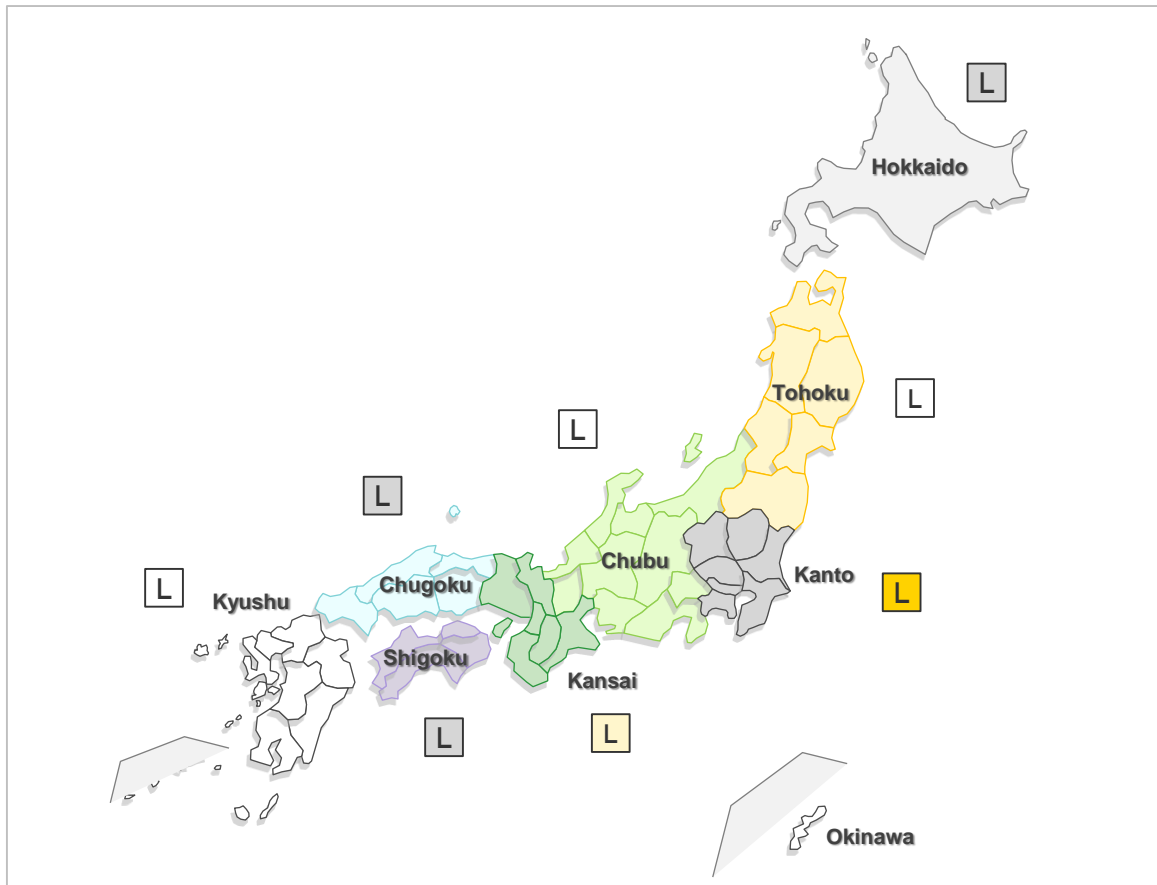 L
Hokkaido
Tohoku
L
L
L
Chubu
Kanto
Chugoku
L
Kyushu
L
Shigoku
Kansai
L
L
Okinawa